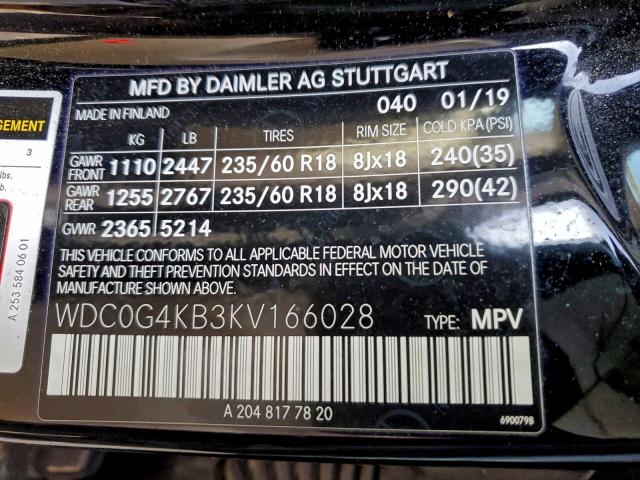 MFD BY DAIMLER AG STUTTGART
MADE IN FINLAND 040 01/19
KG LB TIRES RIM SIZE COLD KPA(PSI)
GAWR FRONT 1110 2447 235/60 R18 8Jx18 240(35)
GAWR REAR 1255 2767 235/60 R18 8Jx18 290(42)
GVWR 2365 5214
THIS VEHICLE CONFORMS TO ALL APPLICABLE FEDERAL MOTOR VEHICLE
SAFETY AND THEFT PREVENTION STANDARDS IN EFFECT ON THE DATE OF
MANUFACTURE SHOWN ABOVE.
WDC0G4KB3KV166028 TYPE: MPV
A 204 817 78 20
6900798
GEMENT
3
lbs.
A 253 584 06 01